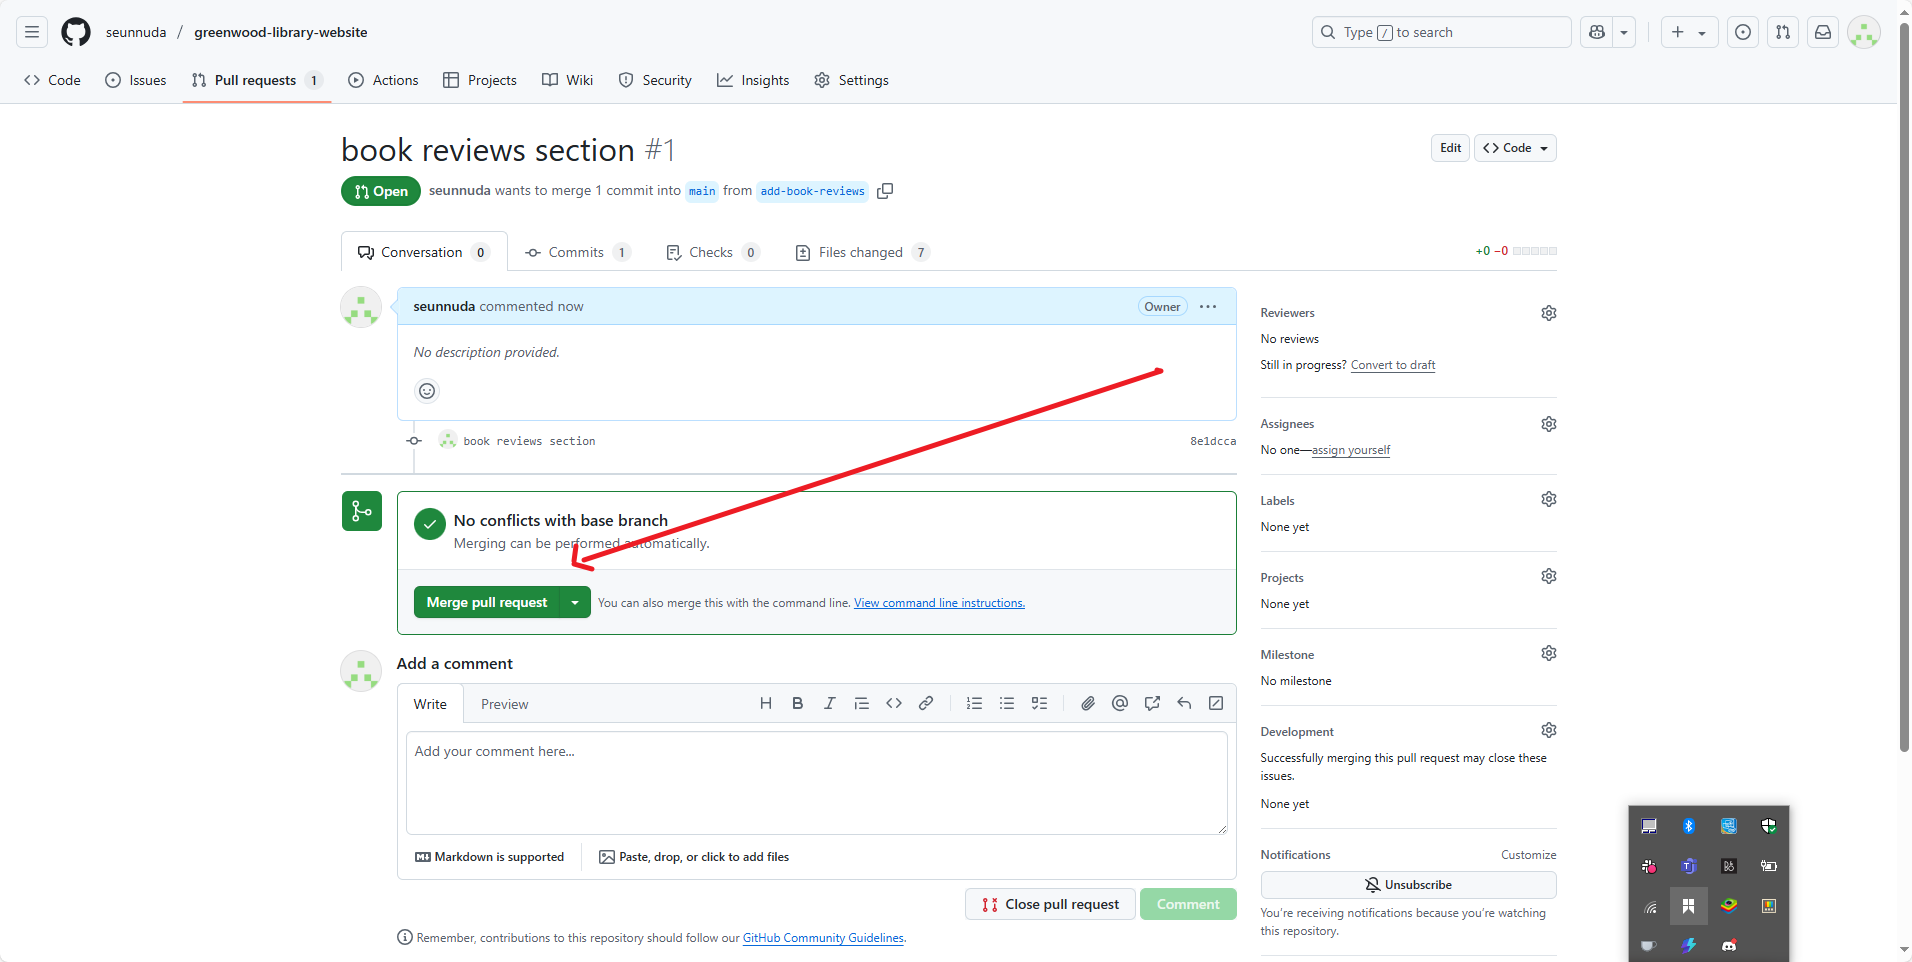 seunnuda / greenwood-library-website
Type / to search
Code
Issues
Pull requests 1
Actions
Projects
Wiki
Security
Insights
Settings
book reviews section #1
Edit
<> Code
Open
seunnuda wants to merge 1 commit into main from add-book-reviews
Conversation 0
Commits 1
Checks 0
Files changed 7
+0 −0
seunnuda commented now
Owner
No description provided.
book reviews section
8e1dcca
No conflicts with base branch
Merging can be performed automatically.
Merge pull request
You can also merge this with the command line. View command line instructions.
Add a comment
Write
Preview
Add your comment here...
Markdown is supported
Paste, drop, or click to add files
Close pull request
Comment
Remember, contributions to this repository should follow our GitHub Community Guidelines.
Reviewers
No reviews
Still in progress? Convert to draft
Assignees
No one—assign yourself
Labels
None yet
Projects
None yet
Milestone
No milestone
Development
Successfully merging this pull request may close these
issues.
None yet
Notifications
Customize
Unsubscribe
You're receiving notifications because you're watching
this repository.